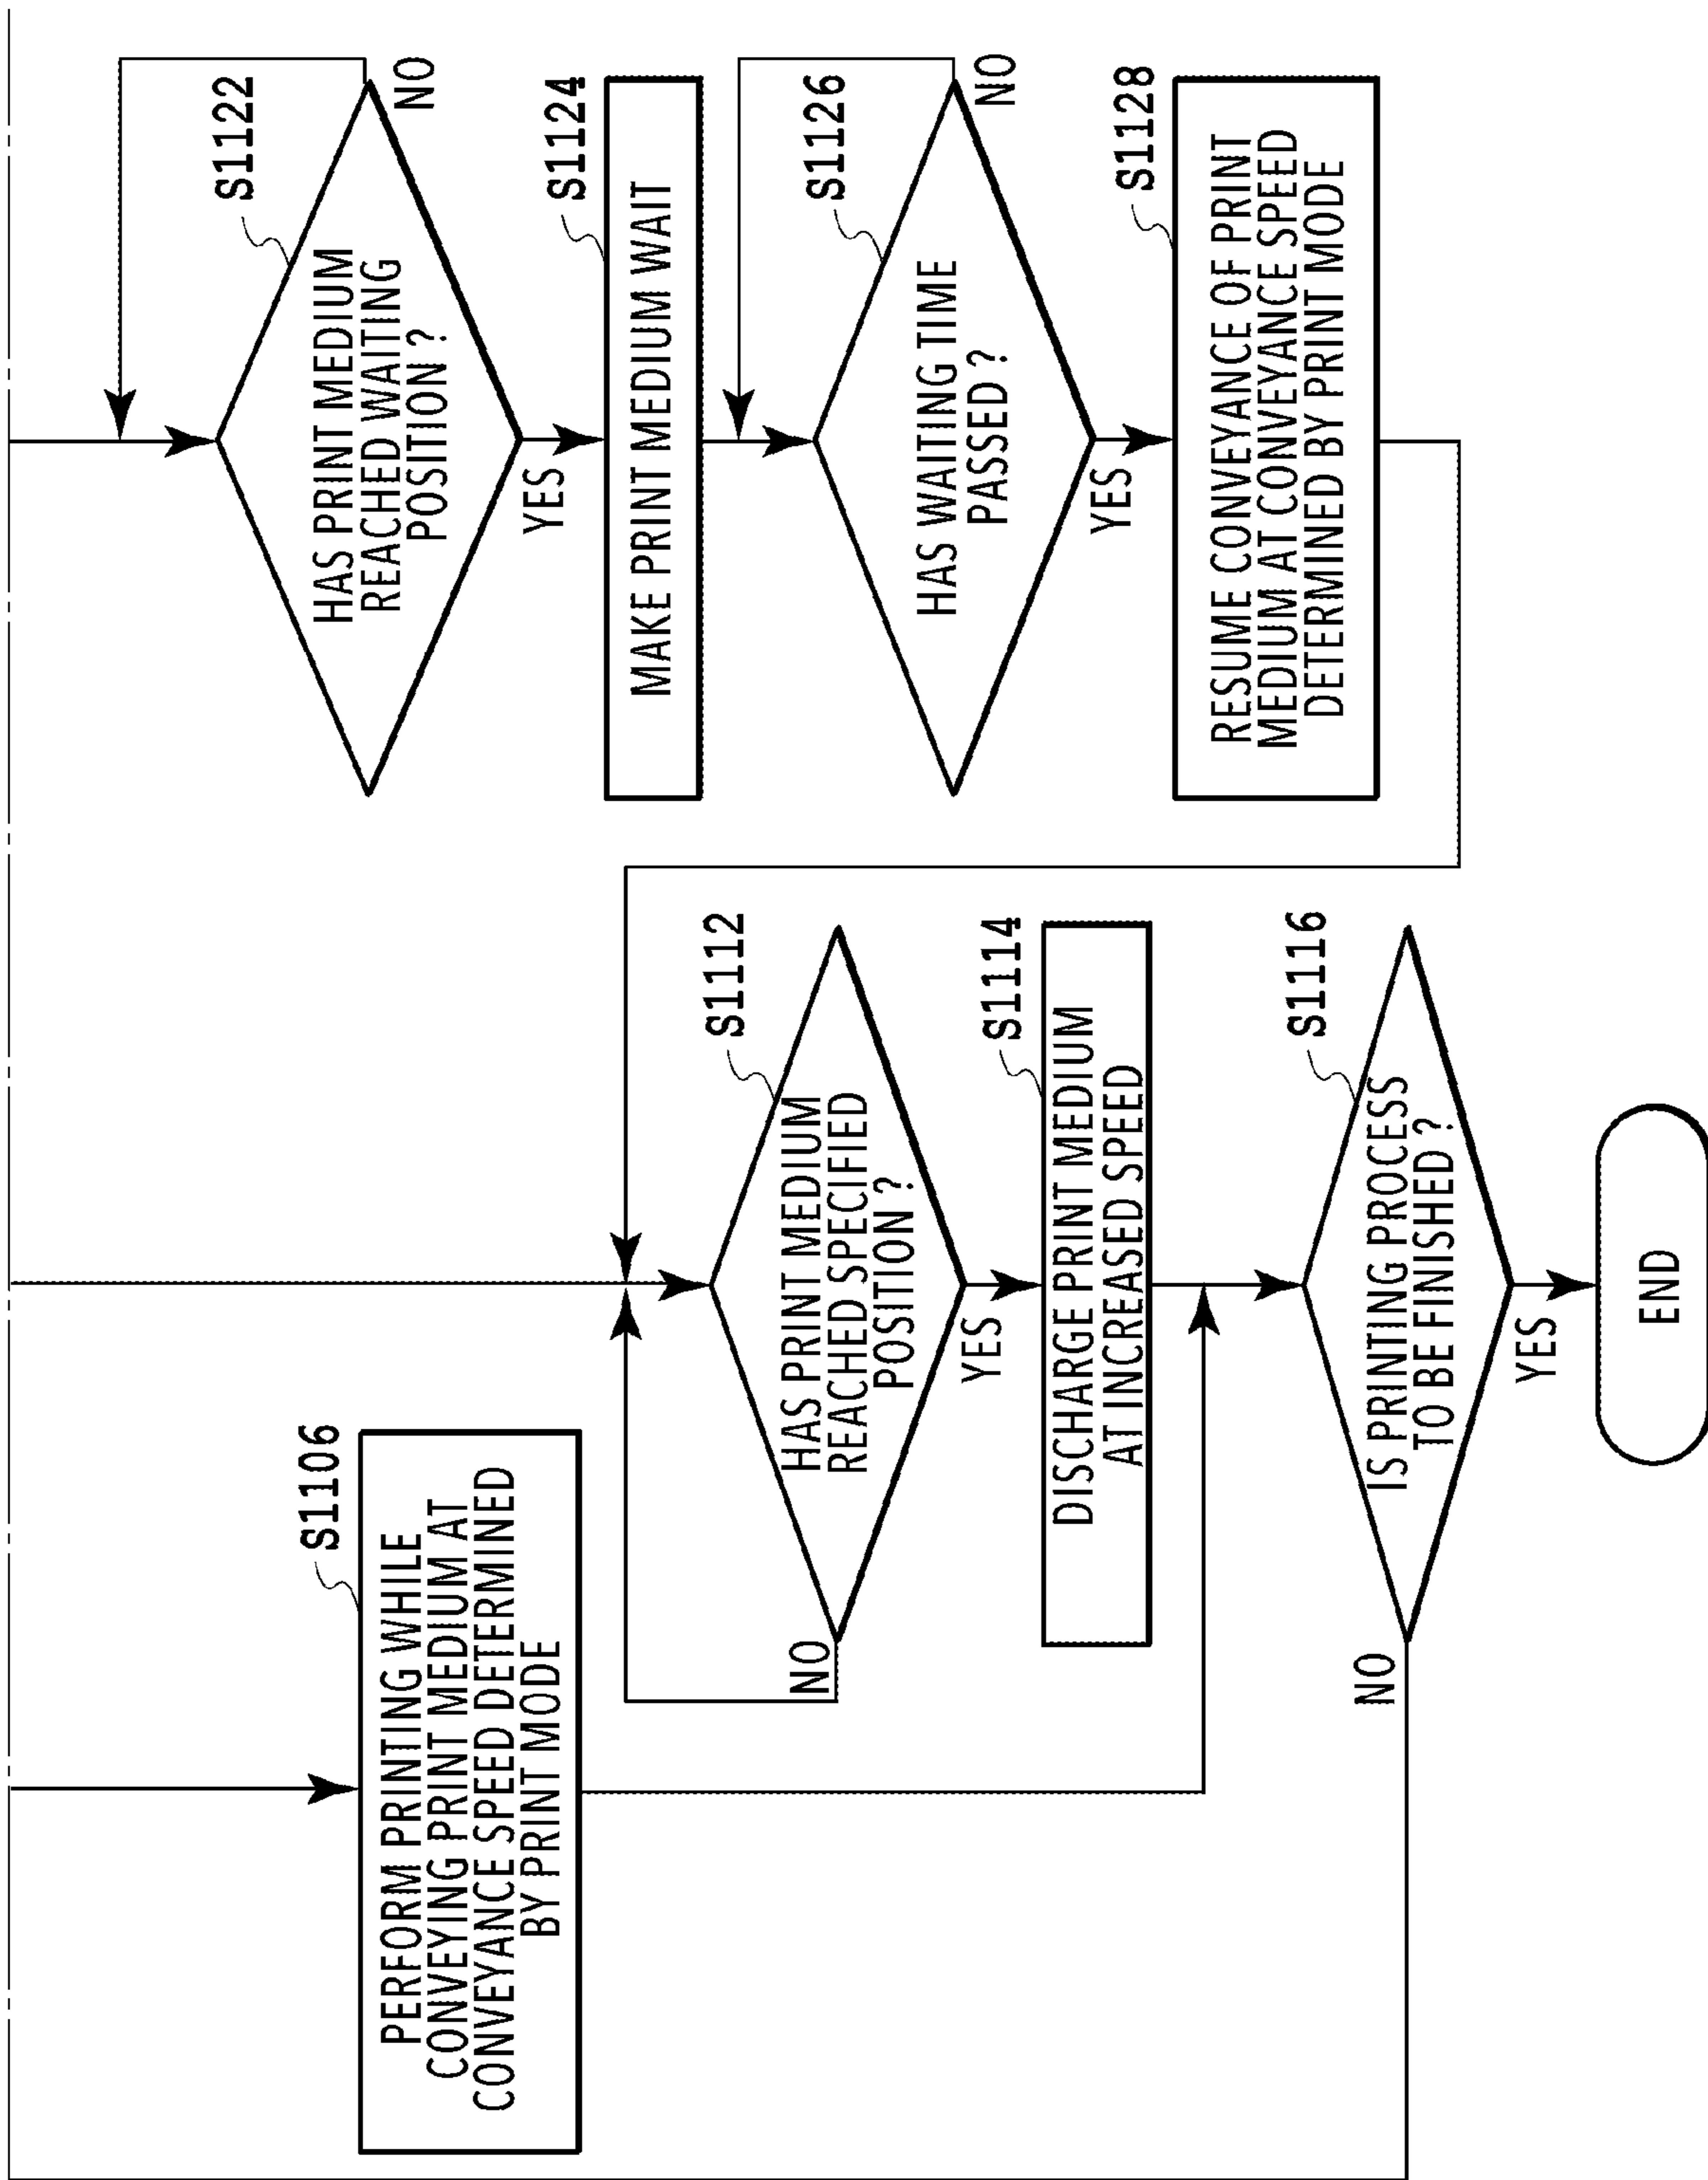 S1106
PERFORM PRINTING WHILE
CONVEYING PRINT MEDIUM AT
CONVEYANCE SPEED DETERMINED
BY PRINT MODE
S1112
HAS PRINT MEDIUM
REACHED SPECIFIED
POSITION ?
NO
YES
S1114
DISCHARGE PRINT MEDIUM
AT INCREASED SPEED
S1116
IS PRINTING PROCESS
TO BE FINISHED ?
NO
YES
END
S1122
HAS PRINT MEDIUM
REACHED WAITING
POSITION ?
NO
YES
S1124
MAKE PRINT MEDIUM WAIT
S1126
HAS WAITING TIME
PASSED ?
NO
YES
S1128
RESUME CONVEYANCE OF PRINT
MEDIUM AT CONVEYANCE SPEED
DETERMINED BY PRINT MODE